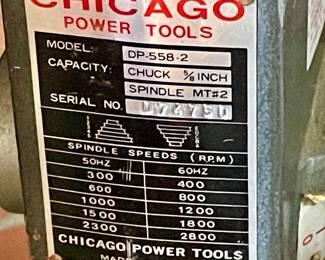 CHICAGO
POWER TOOLS
MODEL: DP-558-2
CAPACITY: CHUCK 5/8 INCH
SPINDLE MT#2
SERIAL NO.
SPINDLE SPEEDS (R.P.M)
50HZ 60HZ
300 400
600 800
1000 1200
1500 1800
2300 2800
CHICAGO POWER TOOLS
MADE